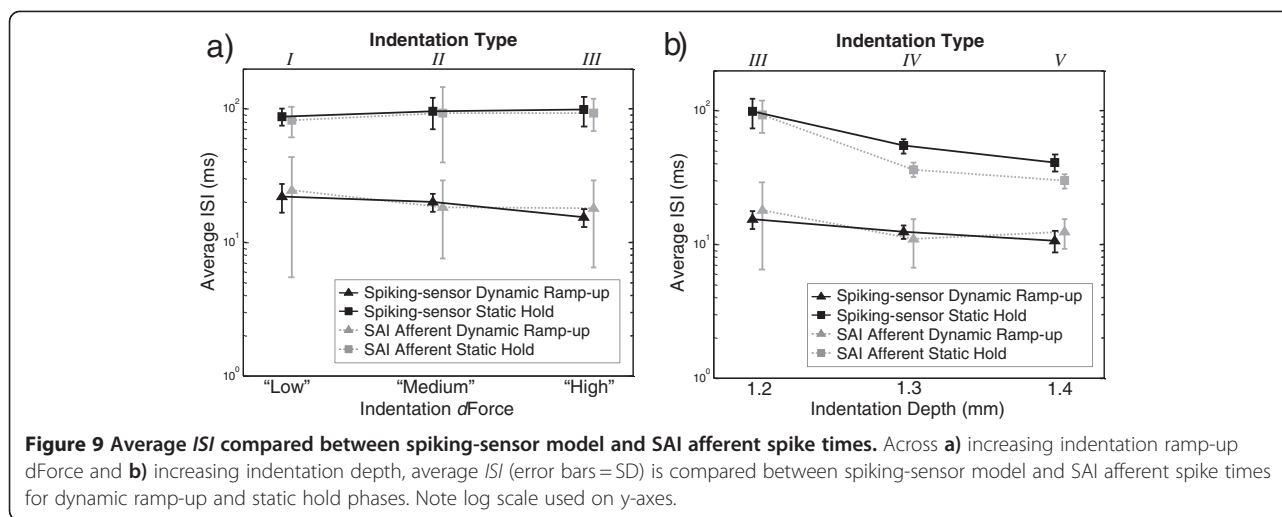 a)
Indentation Type
I II III
Average ISI (ms)
10²
10¹
10⁰
Spiking-sensor Dynamic Ramp-up
Spiking-sensor Static Hold
SAI Afferent Dynamic Ramp-up
SAI Afferent Static Hold
"Low" "Medium" "High"
Indentation dForce
b)
Indentation Type
III IV V
Average ISI (ms)
10²
10¹
10⁰
Spiking-sensor Dynamic Ramp-up
Spiking-sensor Static Hold
SAI Afferent Dynamic Ramp-up
SAI Afferent Static Hold
1.2 1.3 1.4
Indentation Depth (mm)
Figure 9 Average ISI compared between spiking-sensor model and SAI afferent spike times. Across a) increasing indentation ramp-up
dForce and b) increasing indentation depth, average ISI (error bars = SD) is compared between spiking-sensor model and SAI afferent spike times
for dynamic ramp-up and static hold phases. Note log scale used on y-axes.